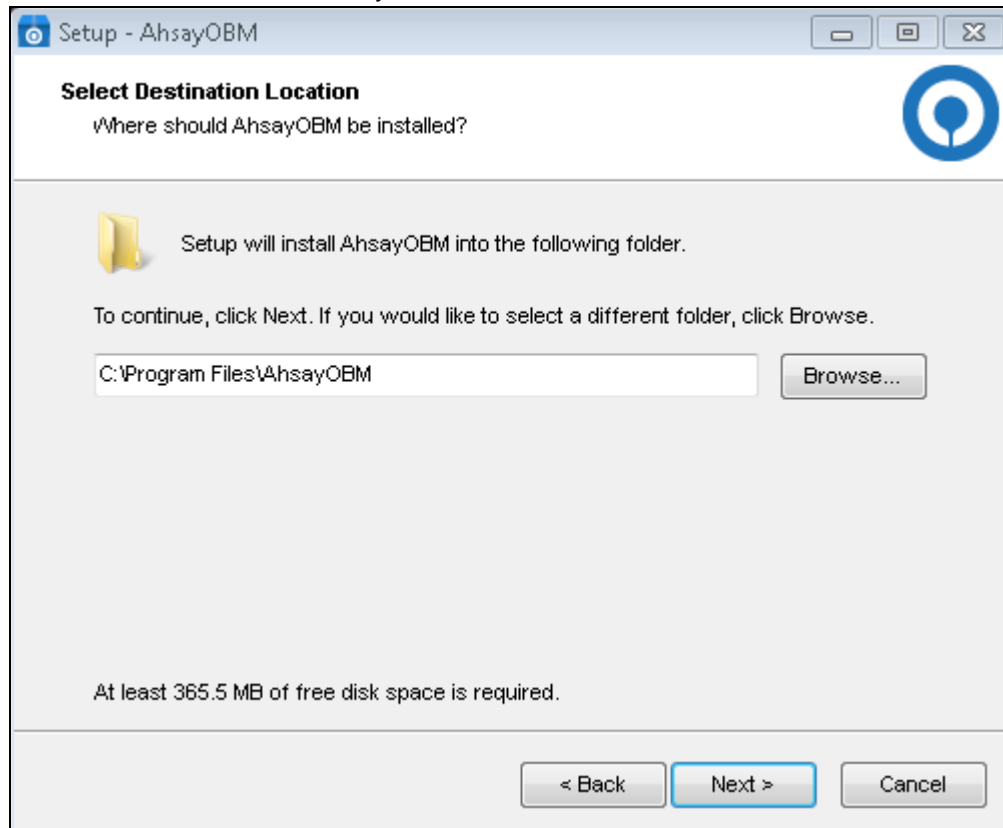 Setup - AhsayOBM
Select Destination Location
Where should AhsayOBM be installed?
Setup will install AhsayOBM into the following folder.
To continue, click Next. If you would like to select a different folder, click Browse.
C:\Program Files\AhsayOBM
Browse...
At least 365.5 MB of free disk space is required.
< Back
Next >
Cancel